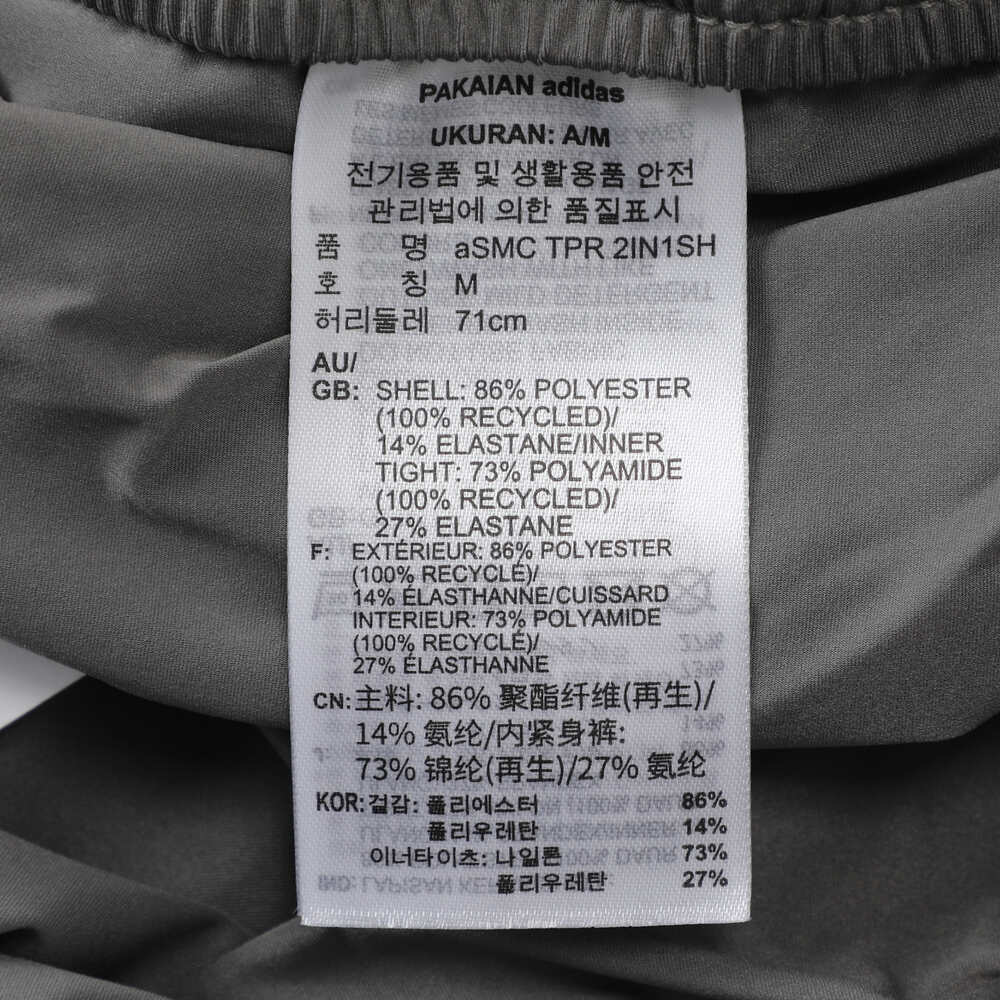 PAKAIAN adidas
UKURAN: A/M
전기용품 및 생활용품 안전
관리법에 의한 품질표시
품 명 aSMC TPR 2IN1SH
호 칭 M
허리둘레 71cm
AU/
GB: SHELL: 86% POLYESTER
(100% RECYCLED)/
14% ELASTANE/INNER
TIGHT: 73% POLYAMIDE
(100% RECYCLED)/
27% ELASTANE
F: EXTÉRIEUR: 86% POLYESTER
(100% RECYCLÉ)/
14% ÉLASTHANNE/CUISSARD
INTERIEUR: 73% POLYAMIDE
(100% RECYCLÉ)/
27% ÉLASTHANNE
CN: 主料: 86% 聚酯纤维(再生)/
14% 氨纶/内紧身裤:
73% 锦纶(再生)/27% 氨纶
KOR: 겉감: 폴리에스터 86%
폴리우레탄 14%
이너타이츠: 나일론 73%
폴리우레탄 27%